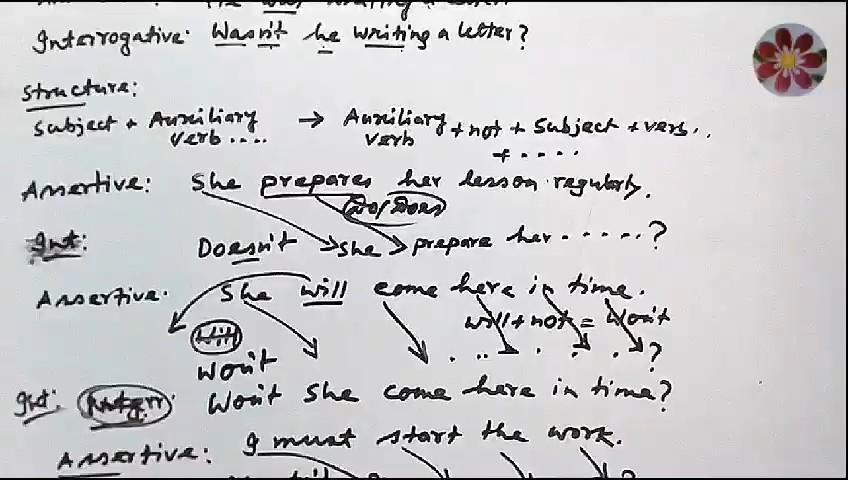 Interrogative: Wasn't he writing a letter?
Structure:
Subject + Auxiliary verb .... → Auxiliary verb + not + Subject + verb..
+ ....
Assertive: She prepares her lesson regularly.
Do/Does
Int: Doesn't she prepare her ......?
Assertive: She will come here in time.
will + not = Won't
Will
Won't . .. . . . ?
Int: Won't She come here in time?
Assertive: I must start the work.